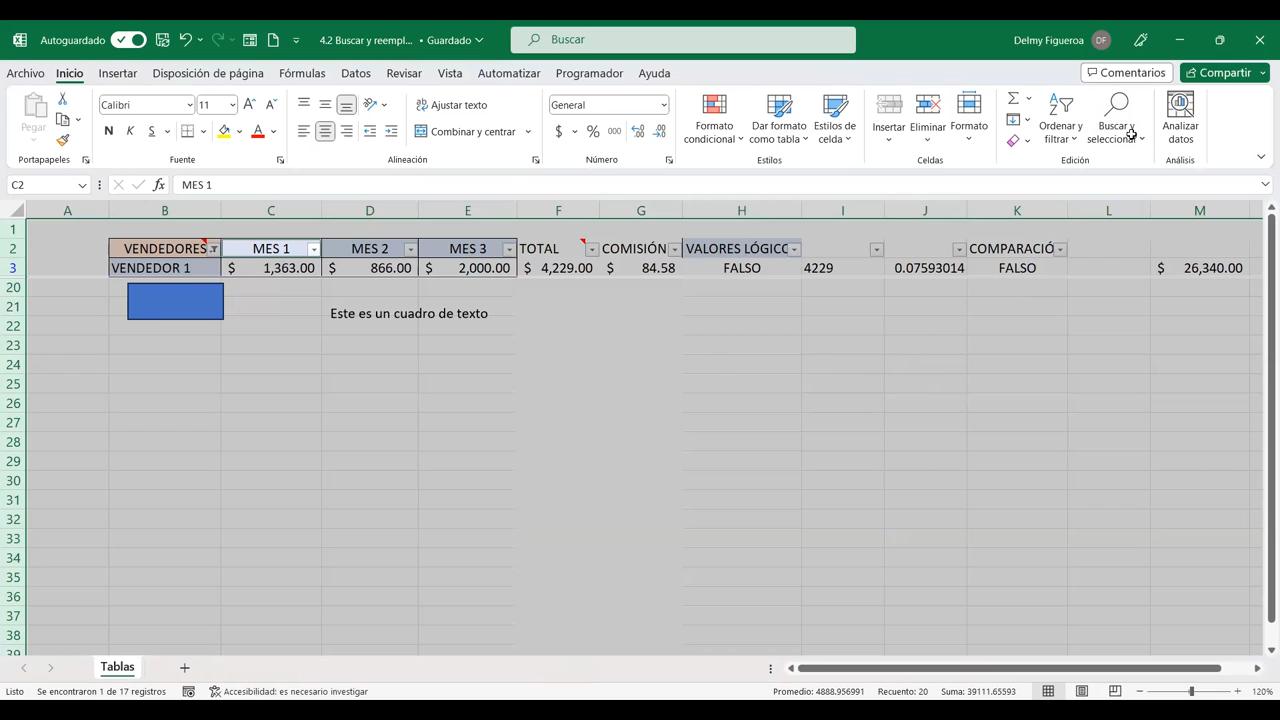 Autoguardado 4.2 Buscar y reempl... • Guardado Buscar Delmy Figueroa DF
Archivo Inicio Insertar Disposición de página Fórmulas Datos Revisar Vista Automatizar Programador Ayuda Comentarios Compartir
Pegar
Portapapeles
Calibri 11
N K S
Fuente
Ajustar texto
Combinar y centrar
Alineación
General
$ % 000
Número
Formato condicional
Dar formato como tabla
Estilos de celda
Estilos
Insertar
Eliminar
Formato
Celdas
Ordenar y filtrar
Buscar y seleccionar
Edición
Analizar datos
Análisis
C2 fx MES 1
A B C D E F G H I J K L M
1
2 VENDEDORES MES 1 MES 2 MES 3 TOTAL COMISIÓN VALORES LÓGICO COMPARACIÓ
3 VENDEDOR 1 $ 1,363.00 $ 866.00 $ 2,000.00 $ 4,229.00 $ 84.58 FALSO 4229 0.07593014 FALSO $ 26,340.00
20
21 Este es un cuadro de texto
22
23
24
25
26
27
28
29
30
31
32
33
34
35
36
37
38
39
Tablas
Listo Se encontraron 1 de 17 registros Accesibilidad: es necesario investigar Promedio: 4888.956991 Recuento: 20 Suma: 39111.65593 120%